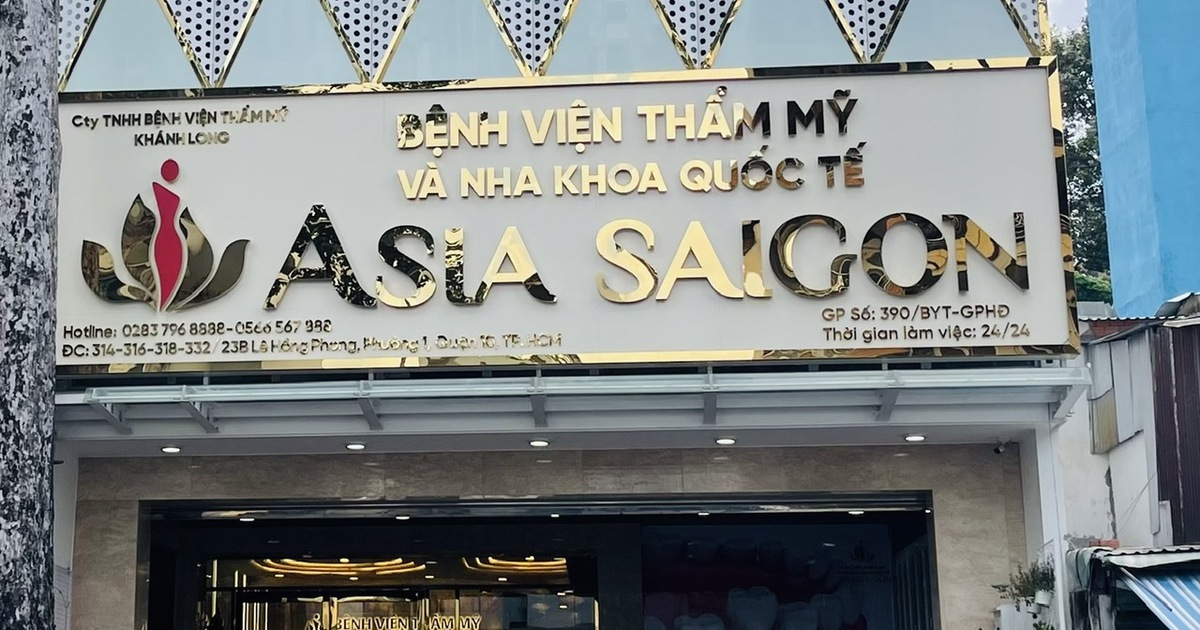 Cty TNHH BỆNH VIỆN THẨM MỸ
KHÁNH LONG
BỆNH VIỆN THẨM MỸ
VÀ NHA KHOA QUỐC TẾ
ASIA SAIGON
Hotline: 0283 796 8888 - 0566 567 888
ĐC: 314-316-318-332/23B Lê Hồng Phong, Phường 1, Quận 10, TP. HCM
GP Số: 390/BYT-GPHĐ
Thời gian làm việc: 24/24
BỆNH VIỆN THẨM MỸ